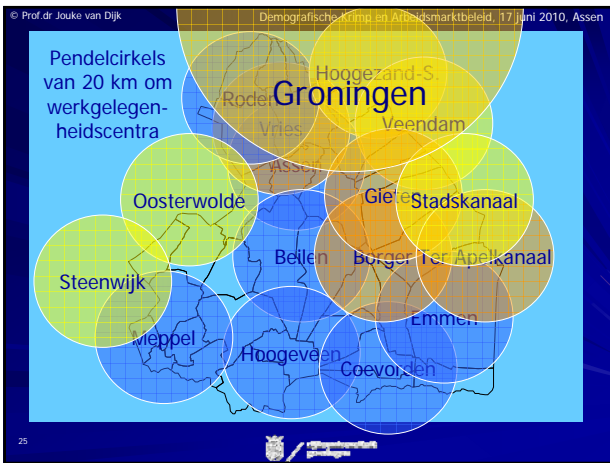 © Prof.dr Jouke van Dijk
Demografische Krimp en Arbeidsmarktbeleid, 17 juni 2010, Assen
Pendelcirkels
van 20 km om
werkgelegen-
heidscentra
Hoogezand-S.
Roden
Groningen
Vries
Veendam
Assen
Oosterwolde
Gieten
Stadskanaal
Beilen
Borger
Ter Apelkanaal
Steenwijk
Emmen
Meppel
Hoogeveen
Coevorden
25
rijksuniversiteit
groningen